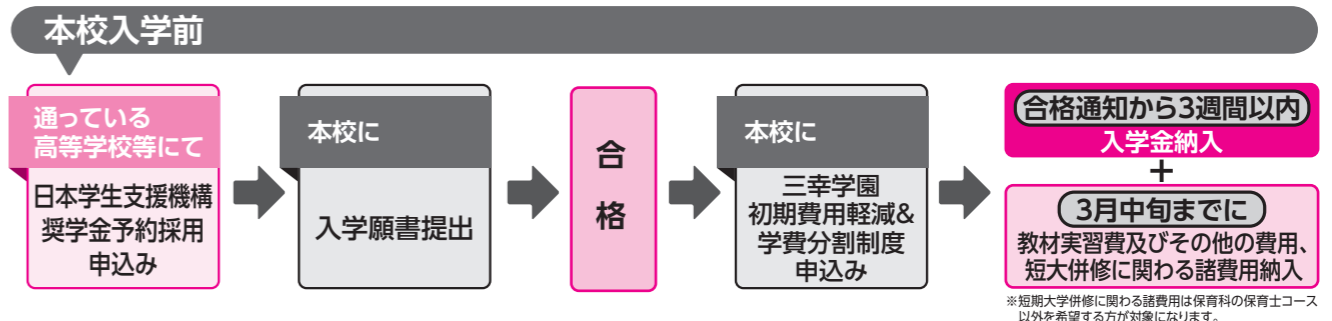 本校入学前
通っている
高等学校等にて
日本学生支援機構
奨学金予約採用
申込み
本校に
入学願書提出
合
格
本校に
三幸学園
初期費用軽減&
学費分割制度
申込み
合格通知から3週間以内
入学金納入
+
3月中旬までに
教材実習費及びその他の費用、
短大併修に関わる諸費用納入
※短期大学併修に関わる諸費用は保育科の保育士コース
以外を希望する方が対象になります。